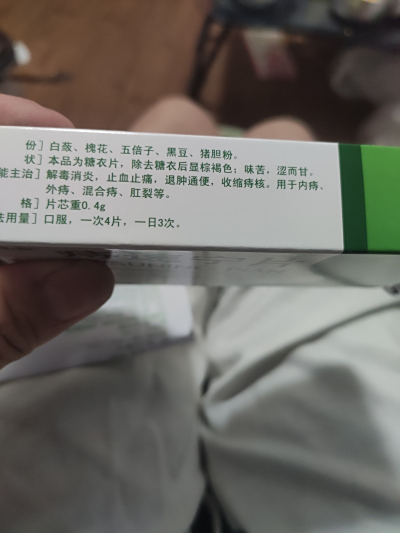 份］白蔹、槐花、五倍子、黑豆、猪胆粉。
状］本品为糖衣片，除去糖衣后显棕褐色；味苦，涩而甘。
能主治］解毒消炎，止血止痛，退肿通便，收缩痔核。用于内痔、
外痔、混合痔、肛裂等。
格］片芯重0.4g
法用量］口服，一次4片，一日3次。